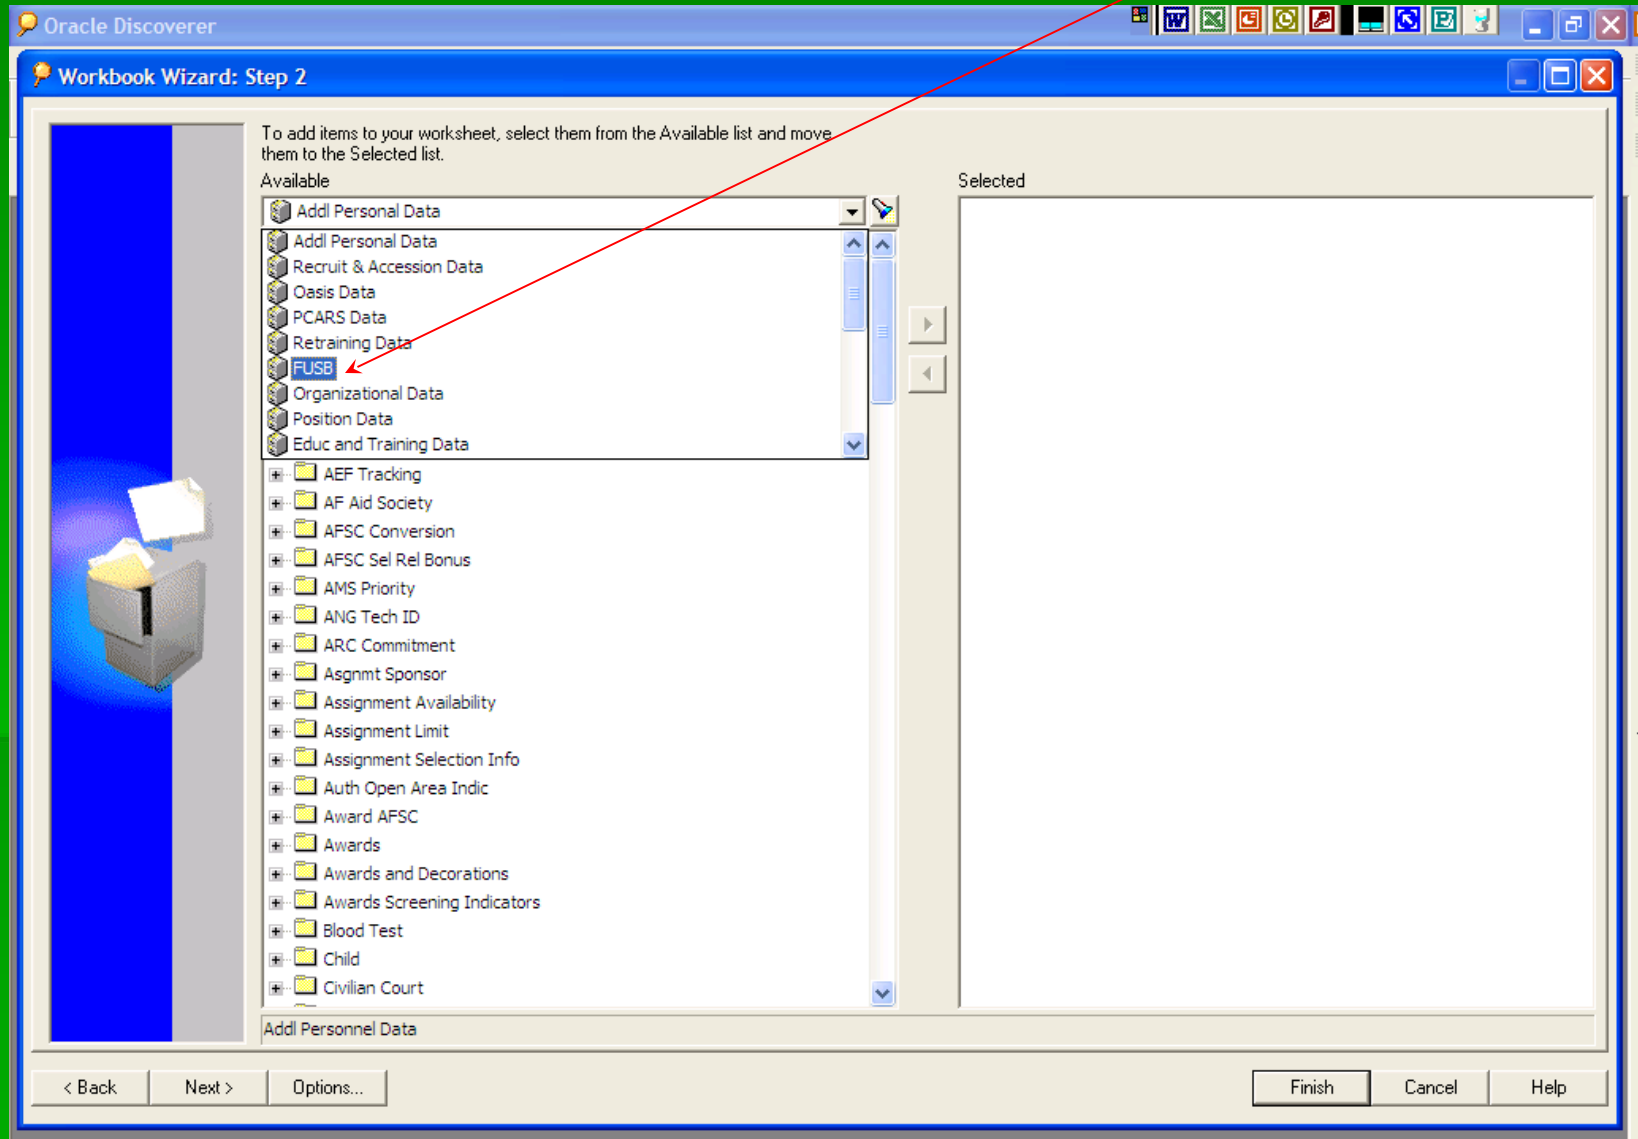 Oracle Discoverer
Workbook Wizard: Step 2
To add items to your worksheet, select them from the Available list and move
them to the Selected list.
Available
Selected
Addl Personal Data
Addl Personal Data
Recruit & Accession Data
Oasis Data
PCARS Data
Retraining Data
FUSB
Organizational Data
Position Data
Educ and Training Data
AEF Tracking
AF Aid Society
AFSC Conversion
AFSC Sel Rel Bonus
AMS Priority
ANG Tech ID
ARC Commitment
Asgnmt Sponsor
Assignment Availability
Assignment Limit
Assignment Selection Info
Auth Open Area Indic
Award AFSC
Awards
Awards and Decorations
Awards Screening Indicators
Blood Test
Child
Civilian Court
Addl Personnel Data
< Back
Next >
Options...
Finish
Cancel
Help